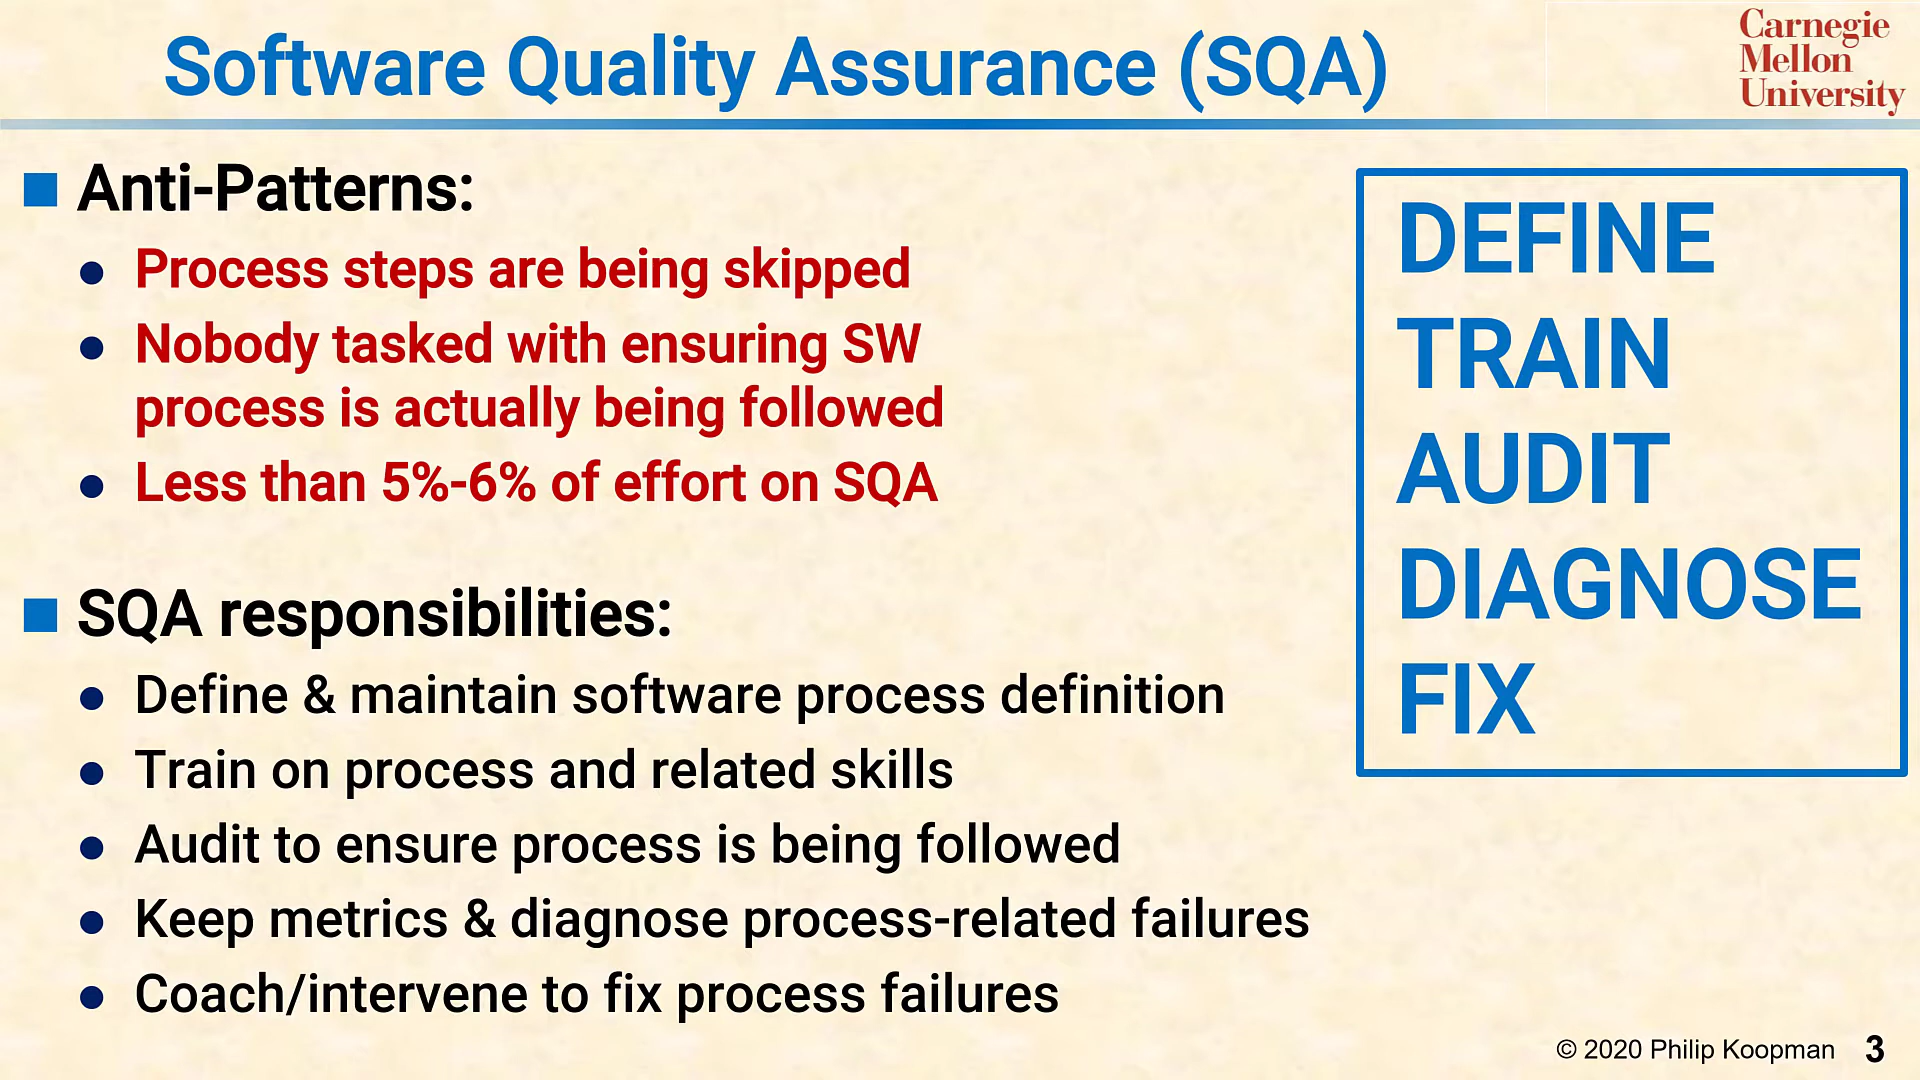 Software Quality Assurance (SQA)
Carnegie
Mellon
University
Anti-Patterns:
Process steps are being skipped
Nobody tasked with ensuring SW
process is actually being followed
Less than 5%-6% of effort on SQA
SQA responsibilities:
Define & maintain software process definition
Train on process and related skills
Audit to ensure process is being followed
Keep metrics & diagnose process-related failures
Coach/intervene to fix process failures
DEFINE
TRAIN
AUDIT
DIAGNOSE
FIX
© 2020 Philip Koopman 3